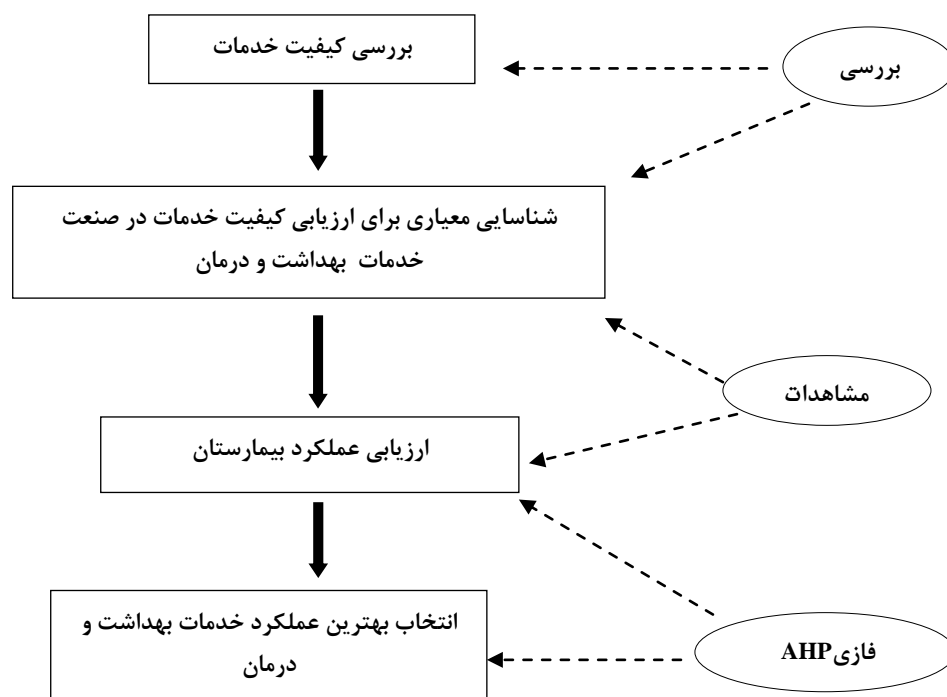 بررسی کیفیت خدمات
بررسی
شناسایی معیاری برای ارزیابی کیفیت خدمات در صنعت
خدمات بهداشت و درمان
مشاهدات
ارزیابی عملکرد بیمارستان
انتخاب بهترین عملکرد خدمات بهداشت و
درمان
فازیAHP